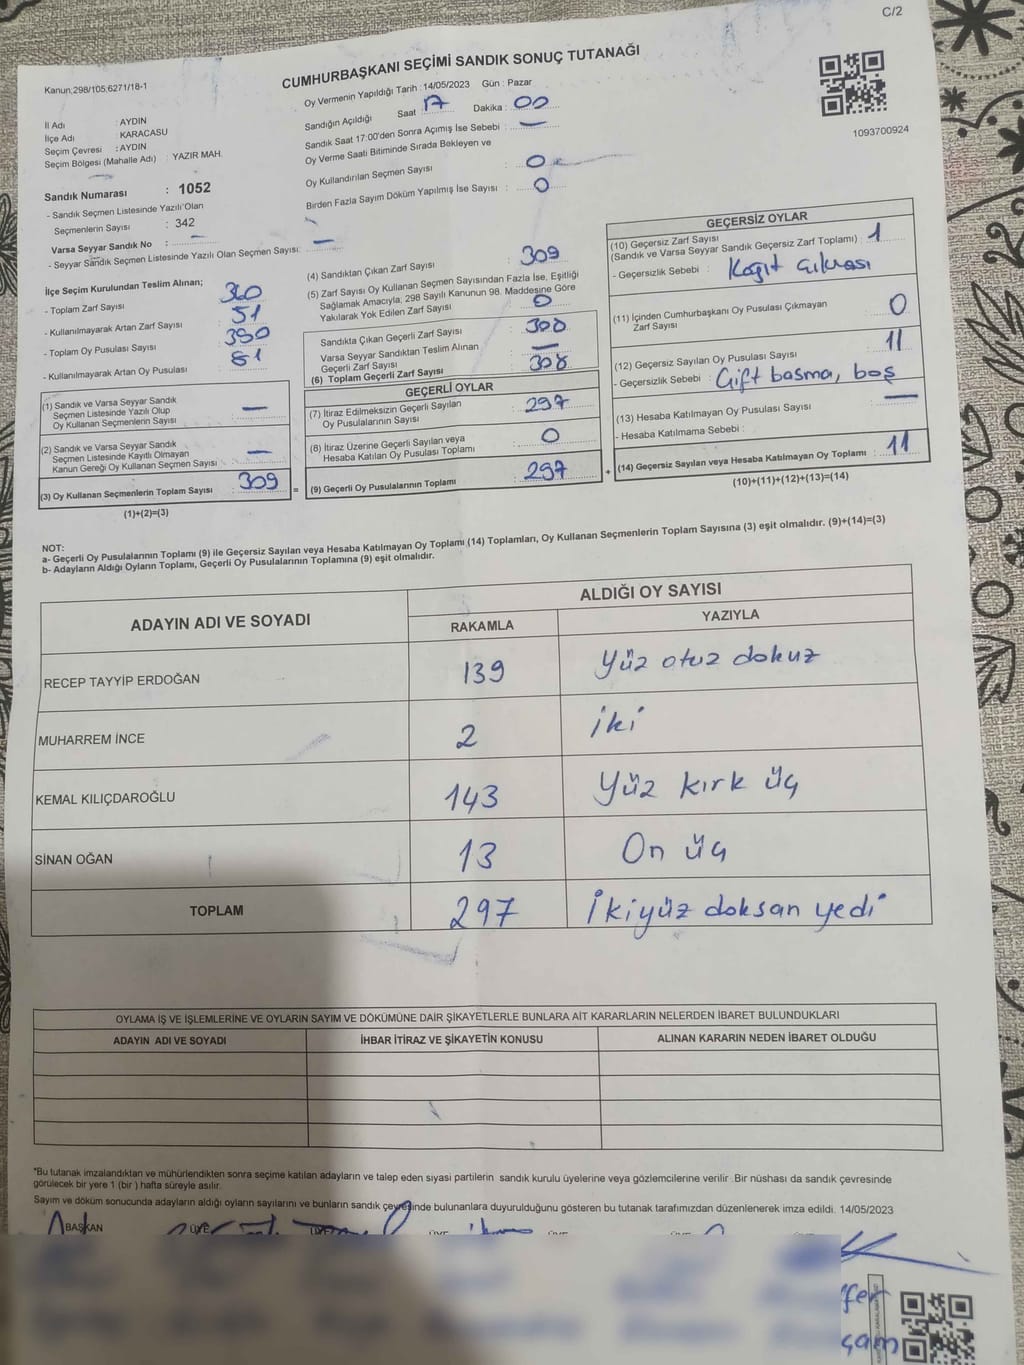 C/2
Kanun,298/105,6271/18-1
CUMHURBAŞKANI SEÇİMİ SANDIK SONUÇ TUTANAĞI
Oy Vermenin Yapıldığı Tarih : 14/05/2023 Gün : Pazar
Sandığın Açıldığı Saat 17 Dakika : 00
Sandık Saat 17:00'den Sonra Açımış İse Sebebi : —
Oy Verme Saati Bitiminde Sırada Bekleyen ve
Oy Kullandırılan Seçmen Sayısı : 0
Birden Fazla Sayım Döküm Yapılmış İse Sayısı : 0
1093700924
İl Adı : AYDIN
İlçe Adı : KARACASU
Seçim Çevresi : AYDIN
Seçim Bölgesi (Mahalle Adı) : YAZIR MAH.
Sandık Numarası : 1052
- Sandık Seçmen Listesinde Yazılı Olan
Seçmenlerin Sayısı : 342
Varsa Seyyar Sandık No : —
- Seyyar Sandık Seçmen Listesinde Yazılı Olan Seçmen Sayısı: —
İlçe Seçim Kurulundan Teslim Alınan;
- Toplam Zarf Sayısı : 360
- Kullanılmayarak Artan Zarf Sayısı : 51
- Toplam Oy Pusulası Sayısı : 390
- Kullanılmayarak Artan Oy Pusulası : 81
(1) Sandık ve Varsa Seyyar Sandık
Seçmen Listesinde Yazılı Olup
Oy Kullanan Seçmenlerin Sayısı : —
(2) Sandık ve Varsa Seyyar Sandık
Seçmen Listesinde Kayıtlı Olmayan
Kanun Gereği Oy Kullanan Seçmen Sayısı : —
(3) Oy Kullanan Seçmenlerin Toplam Sayısı : 309 =
(1)+(2)=(3)
(4) Sandıktan Çıkan Zarf Sayısı : 309
(5) Zarf Sayısı Oy Kullanan Seçmen Sayısından Fazla İse, Eşitliği
Sağlamak Amacıyla, 298 Sayılı Kanunun 98. Maddesine Göre
Yakılarak Yok Edilen Zarf Sayısı : 0
Sandıkta Çıkan Geçerli Zarf Sayısı : 308
Varsa Seyyar Sandıktan Teslim Alınan
Geçerli Zarf Sayısı : —
(6) Toplam Geçerli Zarf Sayısı : 308
GEÇERLİ OYLAR
(7) İtiraz Edilmeksizin Geçerli Sayılan
Oy Pusulalarının Sayısı : 297
(8) İtiraz Üzerine Geçerli Sayılan veya
Hesaba Katılan Oy Pusulası Toplamı : 0
(9) Geçerli Oy Pusulalarının Toplamı : 297 +
GEÇERSİZ OYLAR
(10) Geçersiz Zarf Sayısı
(Sandık ve Varsa Seyyar Sandık Geçersiz Zarf Toplamı) : 1
- Geçersizlik Sebebi : Kağıt çıkması
(11) İçinden Cumhurbaşkanı Oy Pusulası Çıkmayan
Zarf Sayısı : 0
(12) Geçersiz Sayılan Oy Pusulası Sayısı : 11
- Geçersizlik Sebebi : Çift basma, boş
(13) Hesaba Katılmayan Oy Pusulası Sayısı : —
- Hesaba Katılmama Sebebi :
(14) Geçersiz Sayılan veya Hesaba Katılmayan Oy Toplamı : 11
(10)+(11)+(12)+(13)=(14)
NOT:
a- Geçerli Oy Pusulalarının Toplamı (9) ile Geçersiz Sayılan veya Hesaba Katılmayan Oy Toplamı (14) Toplamları, Oy Kullanan Seçmenlerin Toplam Sayısına (3) eşit olmalıdır. (9)+(14)=(3)
b- Adayların Aldığı Oyların Toplamı, Geçerli Oy Pusulalarının Toplamına (9) eşit olmalıdır.
ADAYIN ADI VE SOYADI
ALDIĞI OY SAYISI
RAKAMLA YAZIYLA
RECEP TAYYİP ERDOĞAN 139 Yüz otuz dokuz
MUHARREM İNCE 2 İki
KEMAL KILIÇDAROĞLU 143 Yüz kırk üç
SİNAN OĞAN 13 On üç
TOPLAM 297 İkiyüz doksan yedi
OYLAMA İŞ VE İŞLEMLERİNE VE OYLARIN SAYIM VE DÖKÜMÜNE DAİR ŞİKAYETLERLE BUNLARA AİT KARARLARIN NELERDEN İBARET BULUNDUKLARI
ADAYIN ADI VE SOYADI İHBAR İTİRAZ VE ŞİKAYETİN KONUSU ALINAN KARARIN NEDEN İBARET OLDUĞU
*Bu tutanak imzalandıktan ve mühürlendikten sonra seçime katılan adayların ve talep eden siyasi partilerin sandık kurulu üyelerine veya gözlemcilerine verilir .Bir nüshası da sandık çevresinde
görülecek bir yere 1 (bir ) hafta süreyle asılır.
Sayım ve döküm sonucunda adayların aldığı oyların sayılarını ve bunların sandık çevresinde bulunanlara duyurulduğunu gösteren bu tutanak tarafımızdan düzenlenerek imza edildi. 14/05/2023
BAŞKAN ÜYE ÜYE ÜYE ÜYE